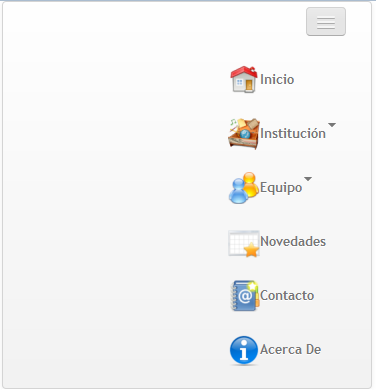 Inicio
Institución
Equipo
Novedades
Contacto
Acerca De